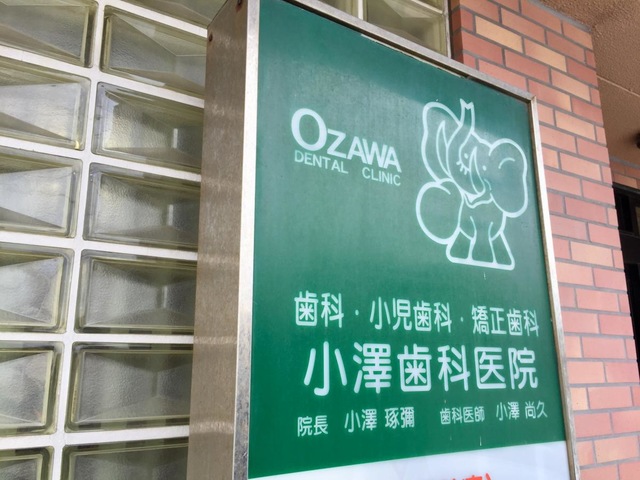 OZAWA
DENTAL CLINIC
歯科・小児歯科・矯正歯科
小澤歯科医院
院長 小澤 琢彌 歯科医師 小澤 尚久